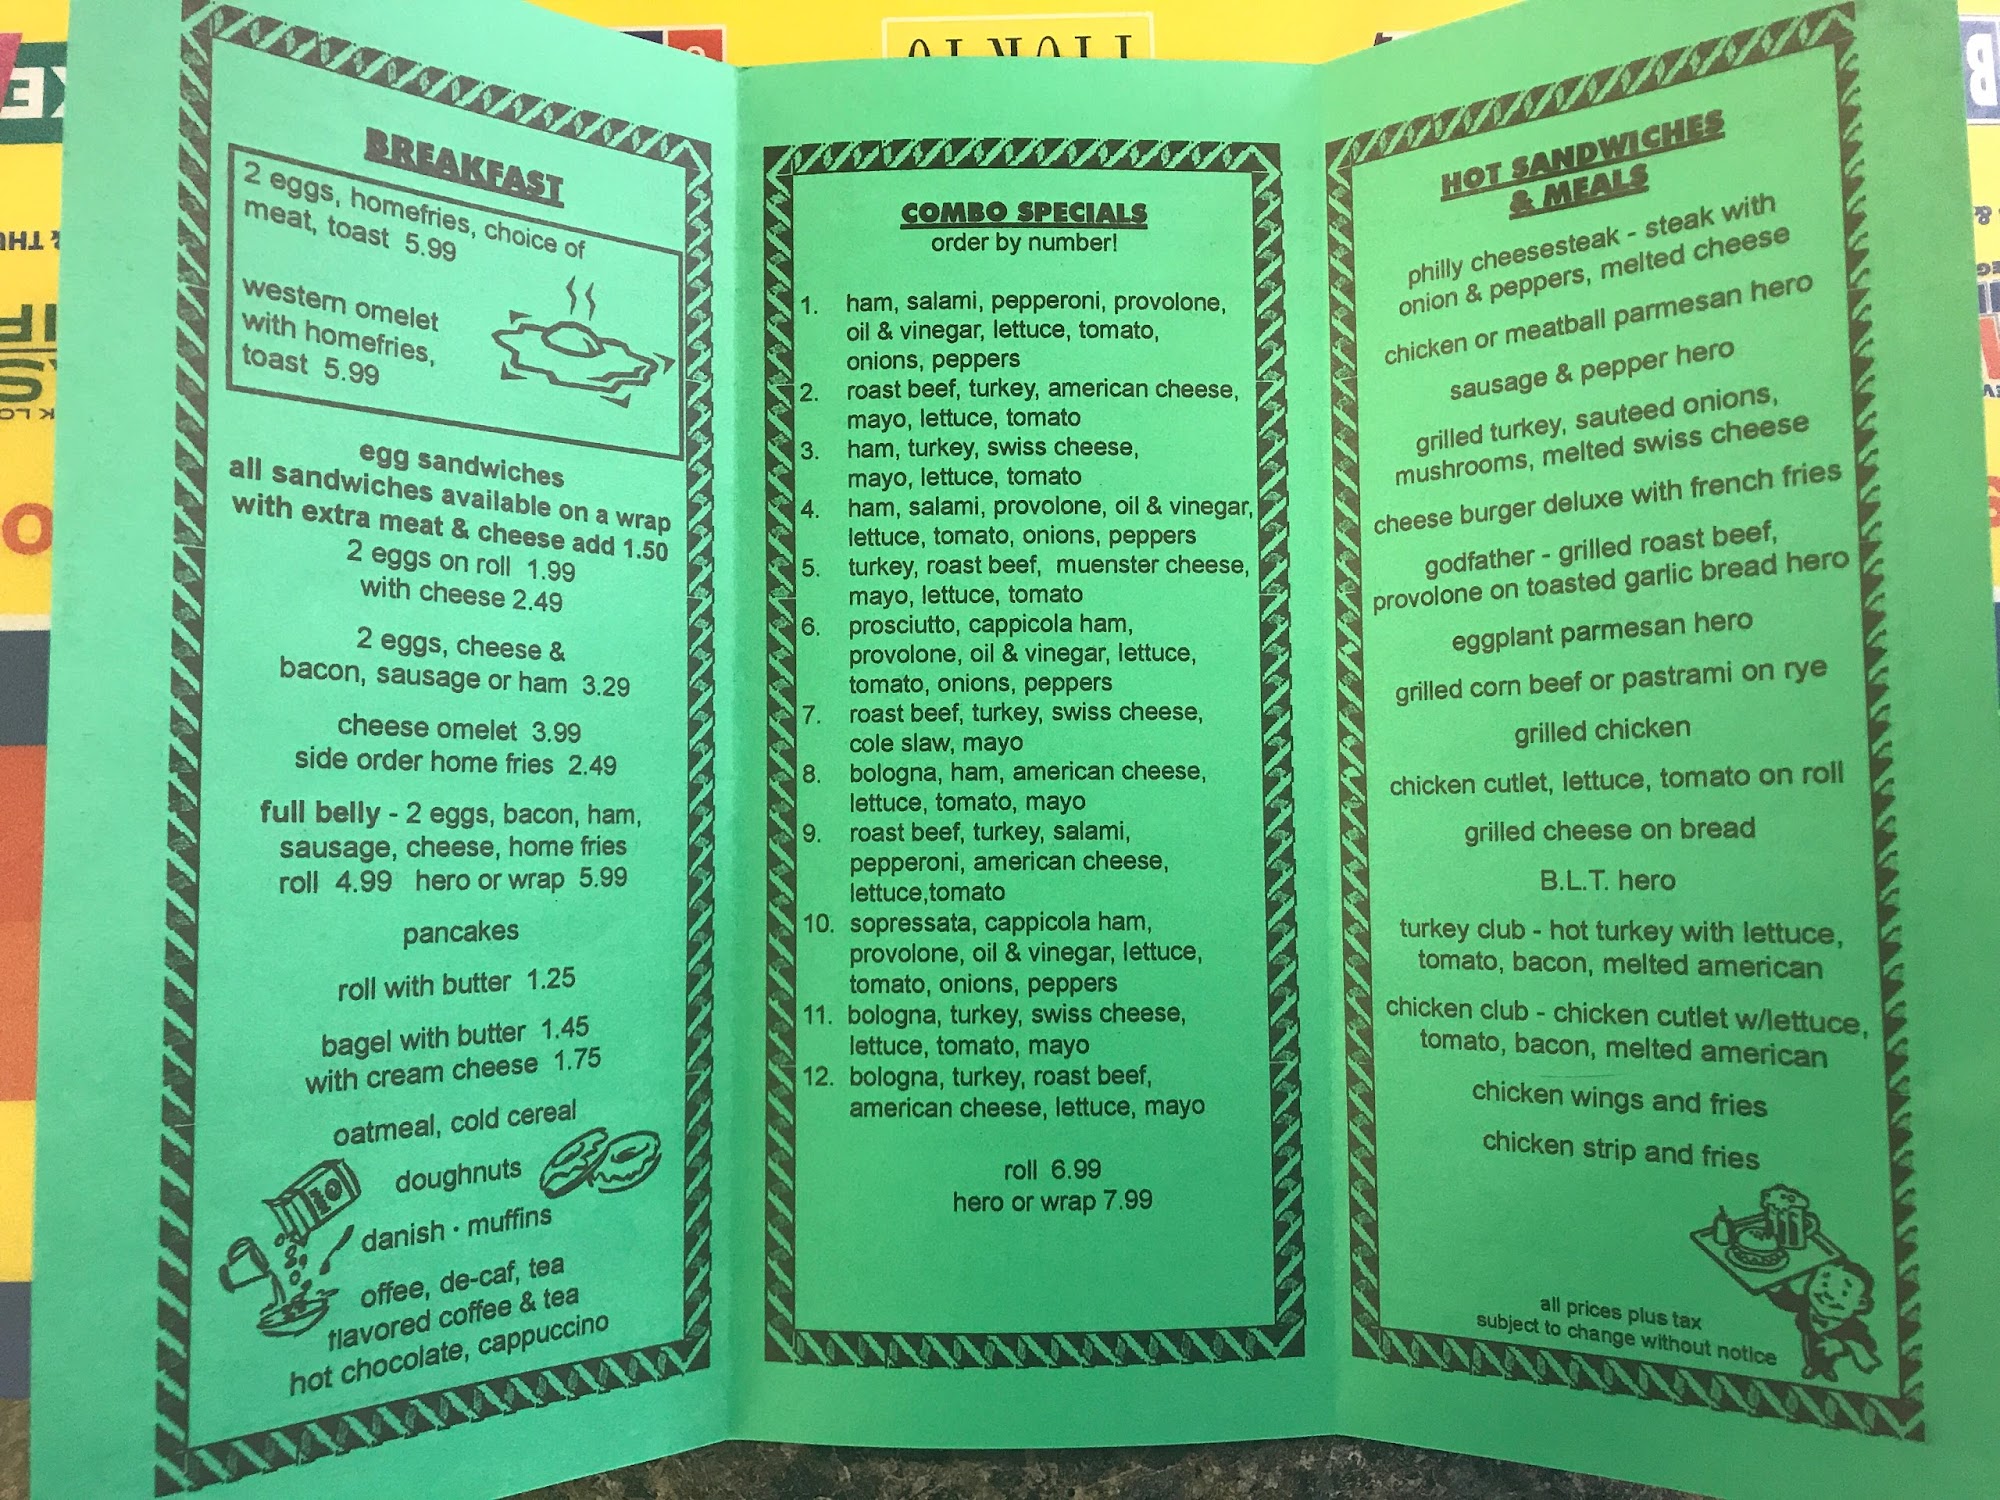 BREAKFAST
2 eggs, homefries, choice of
meat, toast 5.99
western omelet
with homefries,
toast 5.99
egg sandwiches
all sandwiches available on a wrap
with extra meat & cheese add 1.50
2 eggs on roll 1.99
with cheese 2.49
2 eggs, cheese &
bacon, sausage or ham 3.29
cheese omelet 3.99
side order home fries 2.49
full belly - 2 eggs, bacon, ham,
sausage, cheese, home fries
roll 4.99 hero or wrap 5.99
pancakes
roll with butter 1.25
bagel with butter 1.45
with cream cheese 1.75
oatmeal, cold cereal
doughnuts
danish · muffins
offee, de-caf, tea
flavored coffee & tea
hot chocolate, cappuccino
COMBO SPECIALS
order by number!
1. ham, salami, pepperoni, provolone,
oil & vinegar, lettuce, tomato,
onions, peppers
2. roast beef, turkey, american cheese,
mayo, lettuce, tomato
3. ham, turkey, swiss cheese,
mayo, lettuce, tomato
4. ham, salami, provolone, oil & vinegar,
lettuce, tomato, onions, peppers
5. turkey, roast beef, muenster cheese,
mayo, lettuce, tomato
6. prosciutto, cappicola ham,
provolone, oil & vinegar, lettuce,
tomato, onions, peppers
7. roast beef, turkey, swiss cheese,
cole slaw, mayo
8. bologna, ham, american cheese,
lettuce, tomato, mayo
9. roast beef, turkey, salami,
pepperoni, american cheese,
lettuce,tomato
10. sopressata, cappicola ham,
provolone, oil & vinegar, lettuce,
tomato, onions, peppers
11. bologna, turkey, swiss cheese,
lettuce, tomato, mayo
12. bologna, turkey, roast beef,
american cheese, lettuce, mayo
roll 6.99
hero or wrap 7.99
HOT SANDWICHES
& MEALS
philly cheesesteak - steak with
onion & peppers, melted cheese
chicken or meatball parmesan hero
sausage & pepper hero
grilled turkey, sauteed onions,
mushrooms, melted swiss cheese
cheese burger deluxe with french fries
godfather - grilled roast beef,
provolone on toasted garlic bread hero
eggplant parmesan hero
grilled corn beef or pastrami on rye
grilled chicken
chicken cutlet, lettuce, tomato on roll
grilled cheese on bread
B.L.T. hero
turkey club - hot turkey with lettuce,
tomato, bacon, melted american
chicken club - chicken cutlet w/lettuce,
tomato, bacon, melted american
chicken wings and fries
chicken strip and fries
all prices plus tax
subject to change without notice